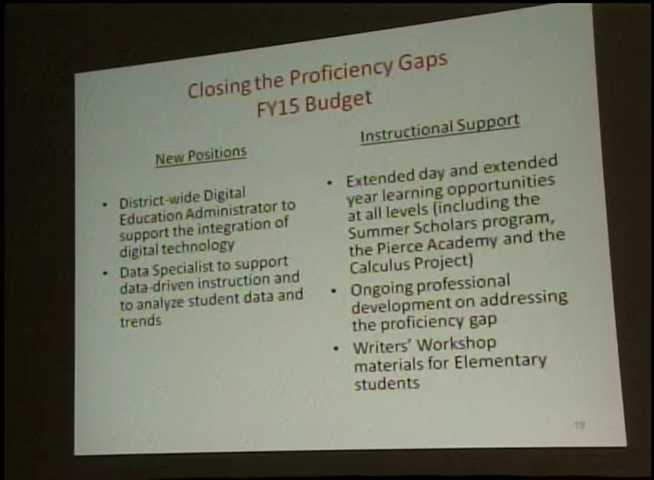 Closing the Proficiency Gaps
FY15 Budget
New Positions
• District-wide Digital
Education Administrator to
support the integration of
digital technology
• Data Specialist to support
data-driven instruction and
to analyze student data and
trends
Instructional Support
• Extended day and extended
year learning opportunities
at all levels (including the
Summer Scholars program,
the Pierce Academy and the
Calculus Project)
• Ongoing professional
development on addressing
the proficiency gap
• Writers' Workshop
materials for Elementary
students